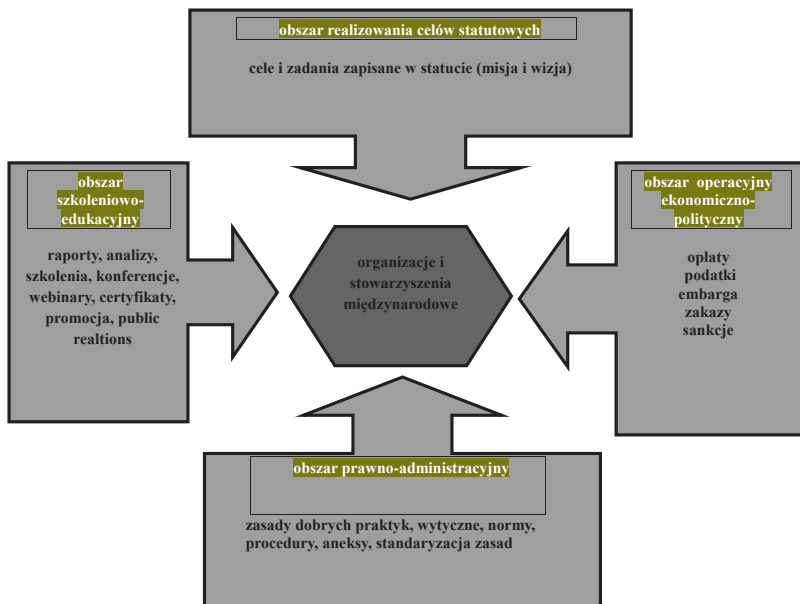 obszar realizowania celów statutowych
cele i zadania zapisane w statucie (misja i wizja)
obszar
szkoleniowo-
edukacyjny
raporty, analizy,
szkolenia, konferencje,
webinary, certyfikaty,
promocja, public
realtions
organizacje i
stowarzyszenia
międzynarodowe
obszar operacyjny
ekonomiczno-
polityczny
opłaty
podatki
embarga
zakazy
sankcje
obszar prawno-administracyjny
zasady dobrych praktyk, wytyczne, normy,
procedury, aneksy, standaryzacja zasad